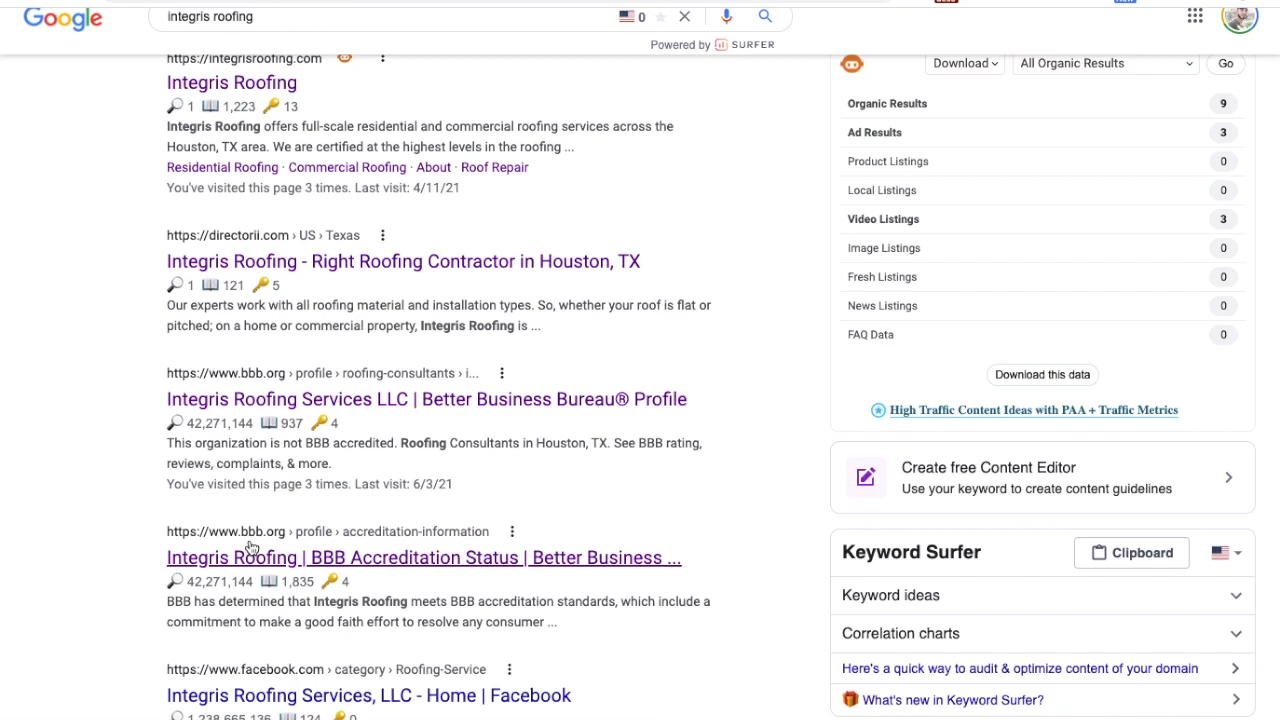 Google
integris roofing
0
Powered by SURFER
https://integrisroofing.com
Integris Roofing
1 1,223 13
Integris Roofing offers full-scale residential and commercial roofing services across the
Houston, TX area. We are certified at the highest levels in the roofing ...
Residential Roofing · Commercial Roofing · About · Roof Repair
You've visited this page 3 times. Last visit: 4/11/21
https://directorii.com › US › Texas
Integris Roofing - Right Roofing Contractor in Houston, TX
1 121 5
Our experts work with all roofing material and installation types. So, whether your roof is flat or
pitched; on a home or commercial property, Integris Roofing is ...
https://www.bbb.org › profile › roofing-consultants › i...
Integris Roofing Services LLC | Better Business Bureau® Profile
42,271,144 937 4
This organization is not BBB accredited. Roofing Consultants in Houston, TX. See BBB rating,
reviews, complaints, & more.
You've visited this page 3 times. Last visit: 6/3/21
https://www.bbb.org › profile › accreditation-information
Integris Roofing | BBB Accreditation Status | Better Business ...
42,271,144 1,835 4
BBB has determined that Integris Roofing meets BBB accreditation standards, which include a
commitment to make a good faith effort to resolve any consumer ...
https://www.facebook.com › category › Roofing-Service
Integris Roofing Services, LLC - Home | Facebook
1,238,665,136 124 0
Download All Organic Results Go
Organic Results 9
Ad Results 3
Product Listings 0
Local Listings 0
Video Listings 3
Image Listings 0
Fresh Listings 0
News Listings 0
FAQ Data 0
Download this data
High Traffic Content Ideas with PAA + Traffic Metrics
Create free Content Editor
Use your keyword to create content guidelines
Keyword Surfer Clipboard
Keyword ideas
Correlation charts
Here's a quick way to audit & optimize content of your domain
What's new in Keyword Surfer?